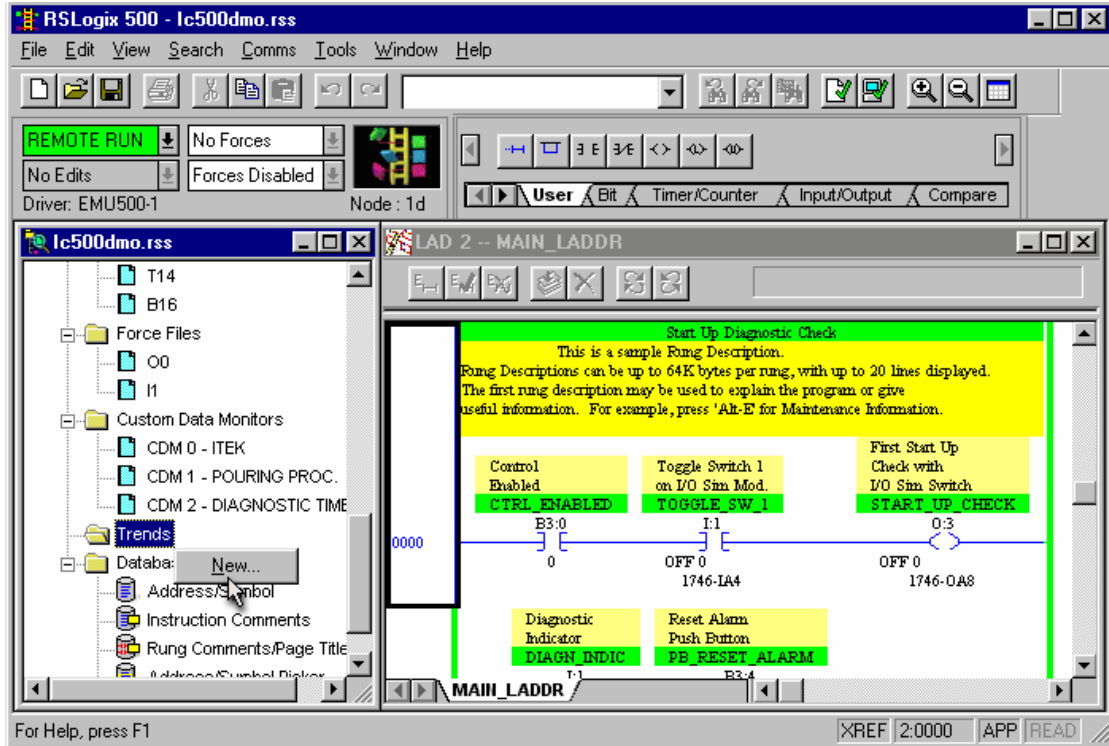 RSLogix 500 - lc500dmo.rss
File Edit View Search Comms Tools Window Help
REMOTE RUN No Forces
No Edits Forces Disabled
Driver: EMU500-1 Node : 1d
User Bit Timer/Counter Input/Output Compare
lc500dmo.rss
T14
B16
Force Files
O0
I1
Custom Data Monitors
CDM 0 - ITEK
CDM 1 - POURING PROC.
CDM 2 - DIAGNOSTIC TIME
Trends
New...
Databa
Address/Symbol
Instruction Comments
Rung Comments/Page Title
Address/Symbol Picker
LAD 2 -- MAIN_LADDR
Start Up Diagnostic Check
This is a sample Rung Description.
Rung Descriptions can be up to 64K bytes per rung, with up to 20 lines displayed.
The first rung description may be used to explain the program or give
useful information. For example, press 'Alt-E' for Maintenance Information.
Control
Enabled
CTRL_ENABLED
B3:0
0
Toggle Switch 1
on I/O Sim Mod.
TOGGLE_SW_1
I:1
OFF 0
1746-IA4
First Start Up
Check with
I/O Sim Switch
START_UP_CHECK
O:3
OFF 0
1746-OA8
0000
Diagnostic
Indicator
DIAGN_INDIC
I:1
Reset Alarm
Push Button
PB_RESET_ALARM
B3:4
MAIN_LADDR
For Help, press F1
XREF 2:0000 APP READ